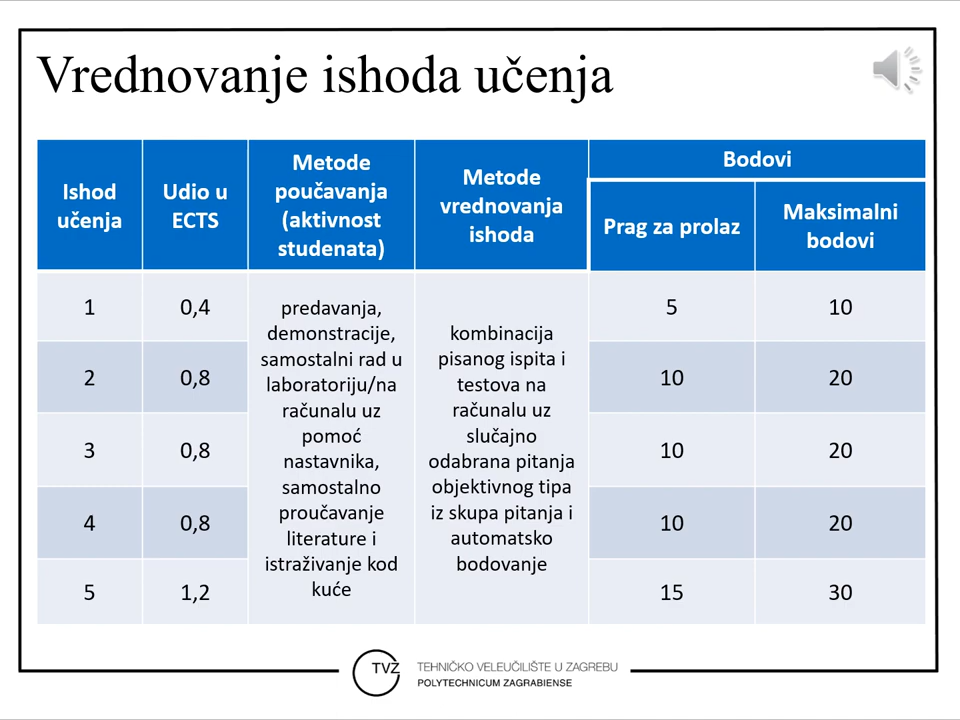 Vrednovanje ishoda učenja
Ishod
učenja
Udio u
ECTS
Metode
poučavanja
(aktivnost
studenata)
Metode
vrednovanja
ishoda
Bodovi
Prag za prolaz
Maksimalni
bodovi
1
0,4
predavanja,
demonstracije,
samostalni rad u
laboratoriju/na
računalu uz
pomoć
nastavnika,
samostalno
proučavanje
literature i
istraživanje kod
kuće
kombinacija
pisanog ispita i
testova na
računalu uz
slučajno
odabrana pitanja
objektivnog tipa
iz skupa pitanja i
automatsko
bodovanje
5
10
2
0,8
10
20
3
0,8
10
20
4
0,8
10
20
5
1,2
15
30
TVZ
TEHNIČKO VELEUČILIŠTE U ZAGREBU
POLYTECHNICUM ZAGRABIENSE